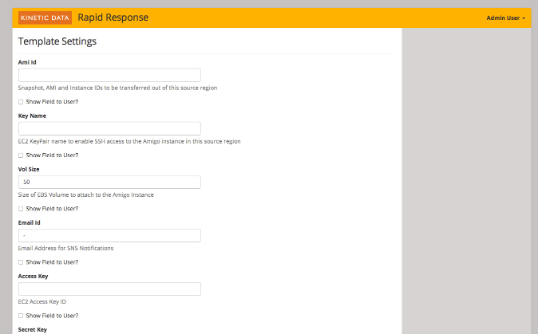 KINETIC DATA Rapid Response Admin User
Template Settings
Ami Id
Snapshot, AMI and Instance IDs to be transferred out of this source region
Show Field to User?
Key Name
EC2 KeyPair name to enable SSH access to the Amigo instance in this source region
Show Field to User?
Vol Size
50
Size of EBS Volume to attach to the Amigo Instance
Show Field to User?
Email Id
-
Email Address for SNS Notifications
Show Field to User?
Access Key
EC2 Access Key ID
Show Field to User?
Secret Key